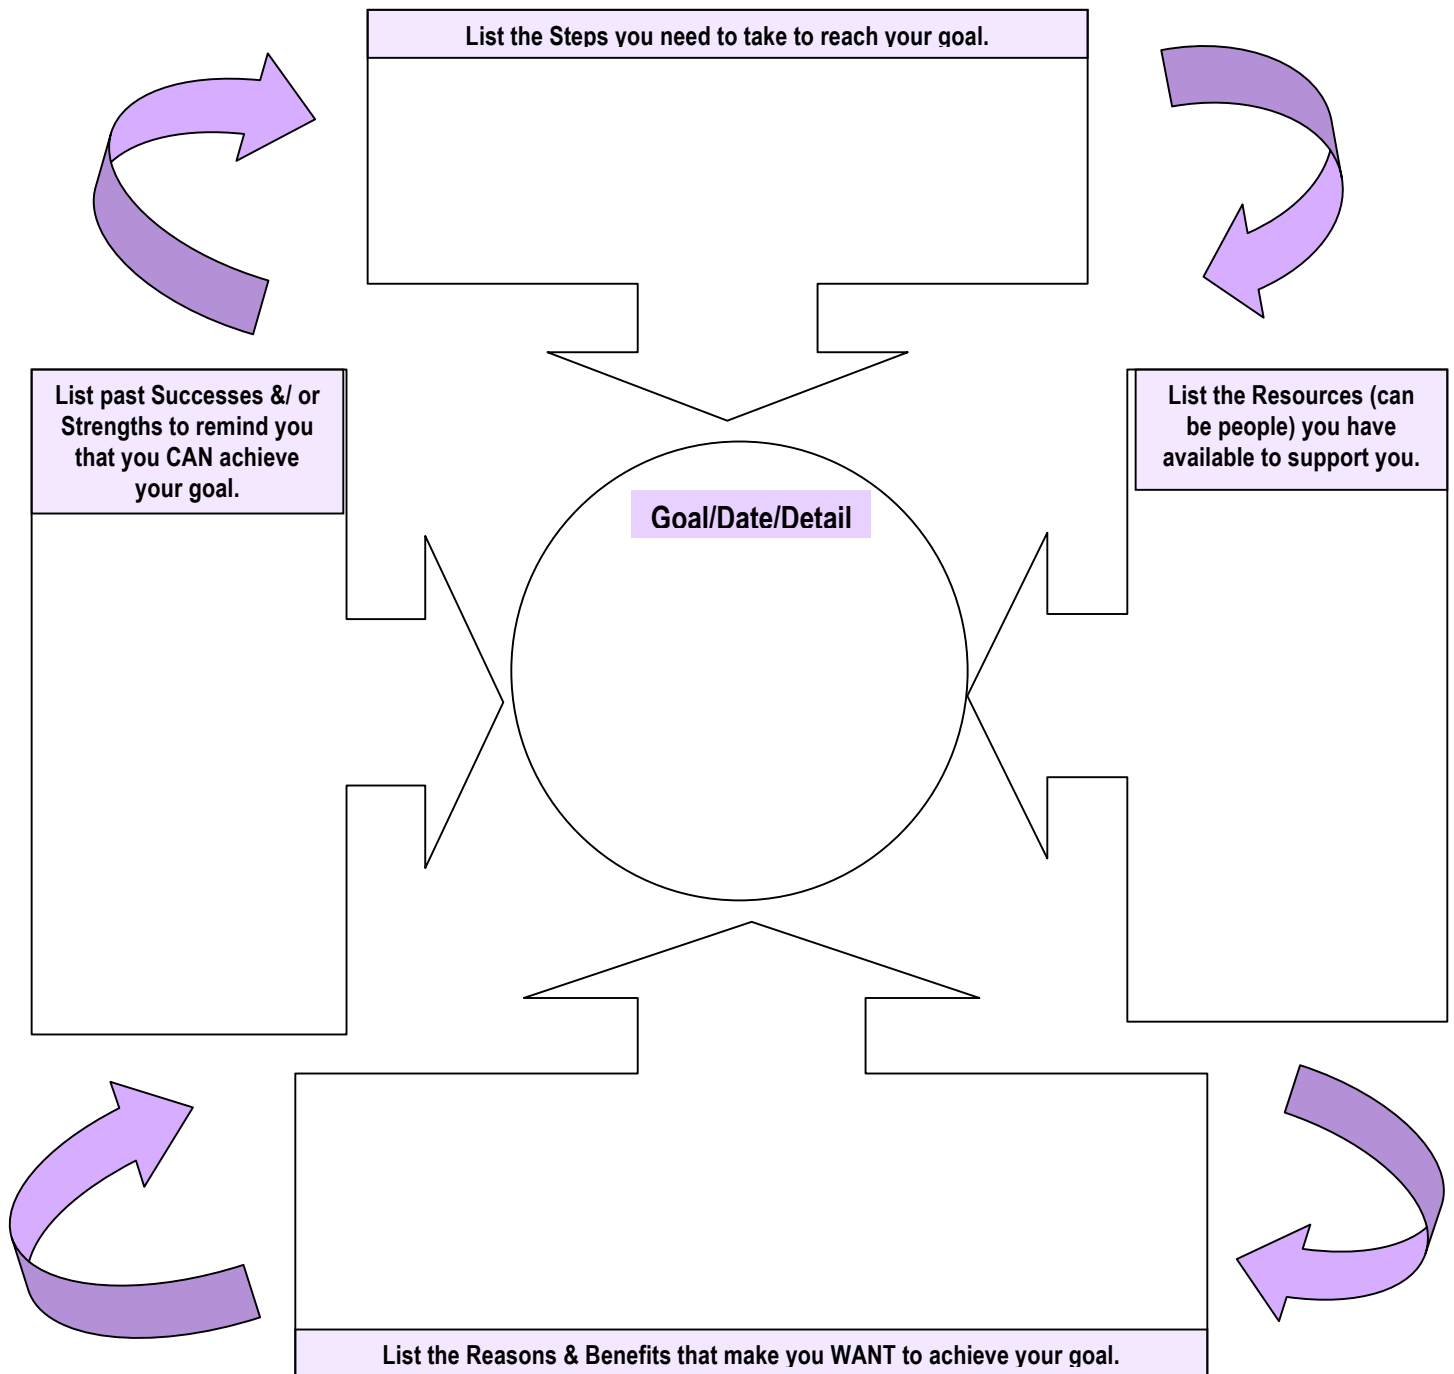 List the Steps you need to take to reach your goal.
List past Successes &/ or
Strengths to remind you
that you CAN achieve
your goal.
List the Resources (can
be people) you have
available to support you.
Goal/Date/Detail
List the Reasons & Benefits that make you WANT to achieve your goal.